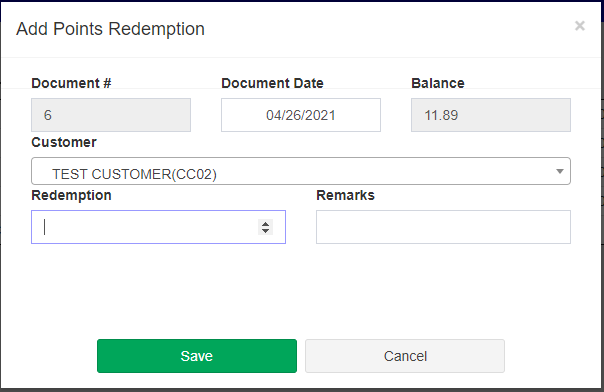 Add Points Redemption ×
Document # Document Date Balance
6 04/26/2021 11.89
Customer
TEST CUSTOMER(CC02)
Redemption Remarks
Save Cancel